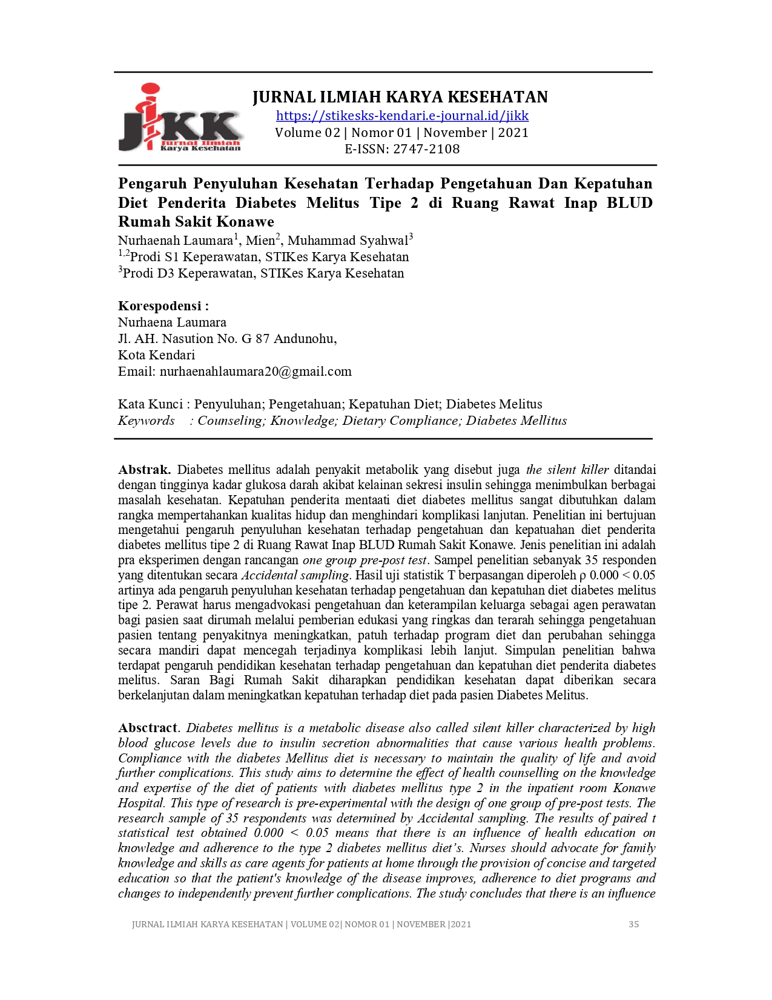 JURNAL ILMIAH KARYA KESEHATAN
https://stikesks-kendari.e-journal.id/jikk
Volume 02 | Nomor 01 | November | 2021
E-ISSN: 2747-2108
JiKK
Jurnal Ilmiah
Karya Kesehatan
Pengaruh Penyuluhan Kesehatan Terhadap Pengetahuan Dan Kepatuhan
Diet Penderita Diabetes Melitus Tipe 2 di Ruang Rawat Inap BLUD
Rumah Sakit Konawe
Nurhaenah Laumara1, Mien2, Muhammad Syahwal3
1,2Prodi S1 Keperawatan, STIKes Karya Kesehatan
3Prodi D3 Keperawatan, STIKes Karya Kesehatan
Korespodensi :
Nurhaena Laumara
Jl. AH. Nasution No. G 87 Andunohu,
Kota Kendari
Email: nurhaenahlaumara20@gmail.com
Kata Kunci : Penyuluhan; Pengetahuan; Kepatuhan Diet; Diabetes Melitus
Keywords : Counseling; Knowledge; Dietary Compliance; Diabetes Mellitus
Abstrak. Diabetes mellitus adalah penyakit metabolik yang disebut juga the silent killer ditandai
dengan tingginya kadar glukosa darah akibat kelainan sekresi insulin sehingga menimbulkan berbagai
masalah kesehatan. Kepatuhan penderita mentaati diet diabetes mellitus sangat dibutuhkan dalam
rangka mempertahankan kualitas hidup dan menghindari komplikasi lanjutan. Penelitian ini bertujuan
mengetahui pengaruh penyuluhan kesehatan terhadap pengetahuan dan kepatuahan diet penderita
diabetes mellitus tipe 2 di Ruang Rawat Inap BLUD Rumah Sakit Konawe. Jenis penelitian ini adalah
pra eksperimen dengan rancangan one group pre-post test. Sampel penelitian sebanyak 35 responden
yang ditentukan secara Accidental sampling. Hasil uji statistik T berpasangan diperoleh ρ 0.000 < 0.05
artinya ada pengaruh penyuluhan kesehatan terhadap pengetahuan dan kepatuhan diet diabetes melitus
tipe 2. Perawat harus mengadvokasi pengetahuan dan keterampilan keluarga sebagai agen perawatan
bagi pasien saat dirumah melalui pemberian edukasi yang ringkas dan terarah sehingga pengetahuan
pasien tentang penyakitnya meningkatkan, patuh terhadap program diet dan perubahan sehingga
secara mandiri dapat mencegah terjadinya komplikasi lebih lanjut. Simpulan penelitian bahwa
terdapat pengaruh pendidikan kesehatan terhadap pengetahuan dan kepatuhan diet penderita diabetes
melitus. Saran Bagi Rumah Sakit diharapkan pendidikan kesehatan dapat diberikan secara
berkelanjutan dalam meningkatkan kepatuhan terhadap diet pada pasien Diabetes Melitus.
Absctract. Diabetes mellitus is a metabolic disease also called silent killer characterized by high
blood glucose levels due to insulin secretion abnormalities that cause various health problems.
Compliance with the diabetes Mellitus diet is necessary to maintain the quality of life and avoid
further complications. This study aims to determine the effect of health counselling on the knowledge
and expertise of the diet of patients with diabetes mellitus type 2 in the inpatient room Konawe
Hospital. This type of research is pre-experimental with the design of one group of pre-post tests. The
research sample of 35 respondents was determined by Accidental sampling. The results of paired t
statistical test obtained 0.000 < 0.05 means that there is an influence of health education on
knowledge and adherence to the type 2 diabetes mellitus diet’s. Nurses should advocate for family
knowledge and skills as care agents for patients at home through the provision of concise and targeted
education so that the patient's knowledge of the disease improves, adherence to diet programs and
changes to independently prevent further complications. The study concludes that there is an influence
JURNAL ILMIAH KARYA KESEHATAN | VOLUME 02| NOMOR 01 | NOVEMBER |2021 35